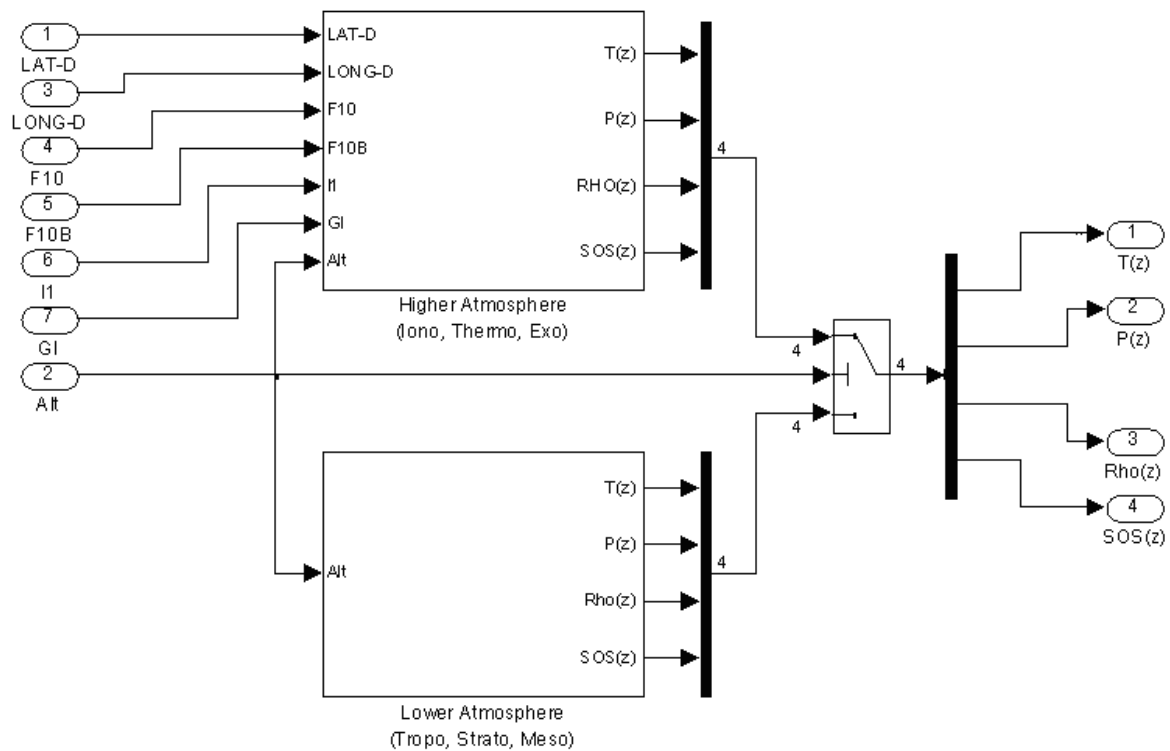 1
LAT-D
3
LONG-D
4
F10
5
F10B
6
I1
7
GI
2
Alt
LAT-D
LONG-D
F10
F10B
I1
GI
Alt
T(z)
P(z)
RHO(z)
SOS(z)
Higher Atmosphere
(Iono, Thermo, Exo)
4
Alt
T(z)
P(z)
Rho(z)
SOS(z)
Lower Atmosphere
(Tropo, Strato, Meso)
4
4
4
4
1
T(z)
2
P(z)
3
Rho(z)
4
SOS(z)